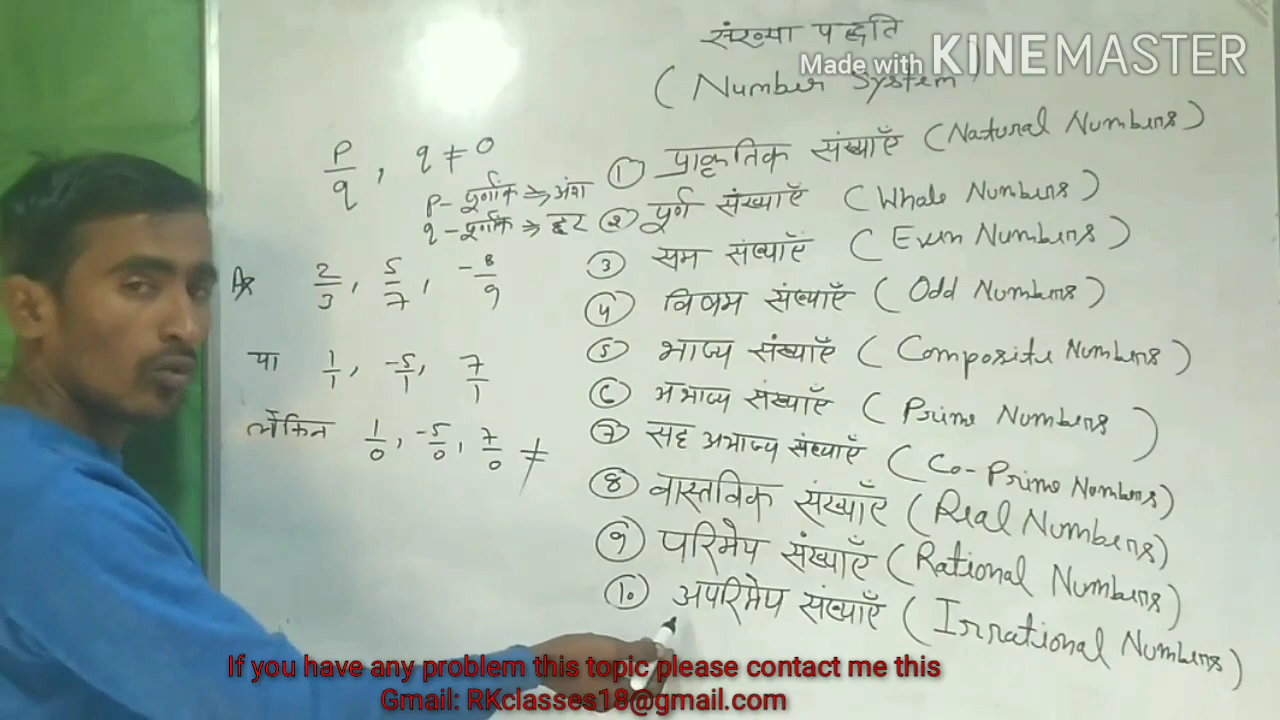 संख्या पद्धति
Made with KINEMASTER
( Number System )
① प्राकृतिक संख्याएँ ( Natural Numbers )
② पूर्ण संख्याएँ ( Whole Numbers )
③ सम संख्याएँ ( Even Numbers )
④ विषम संख्याएँ ( Odd Numbers )
⑤ भाज्य संख्याएँ ( Composite Numbers )
⑥ अभाज्य संख्याएँ ( Prime Numbers )
⑦ सह अभाज्य संख्याएँ ( Co-Prime Numbers )
⑧ वास्तविक संख्याएँ ( Real Numbers )
⑨ परिमेय संख्याएँ ( Rational Numbers )
⑩ अपरिमेय संख्याएँ ( Irrational Numbers )
p/q, q ≠ 0
p - पूर्णांक ⇒ अंश
q - पूर्णांक ⇒ हर
2/3, 5/7, -8/9
या 1/1, -5/1, 7/1
लेकिन 1/0, -5/0, 7/0 ≠
If you have any problem this topic please contact me this
Gmail: RKclasses18@gmail.com